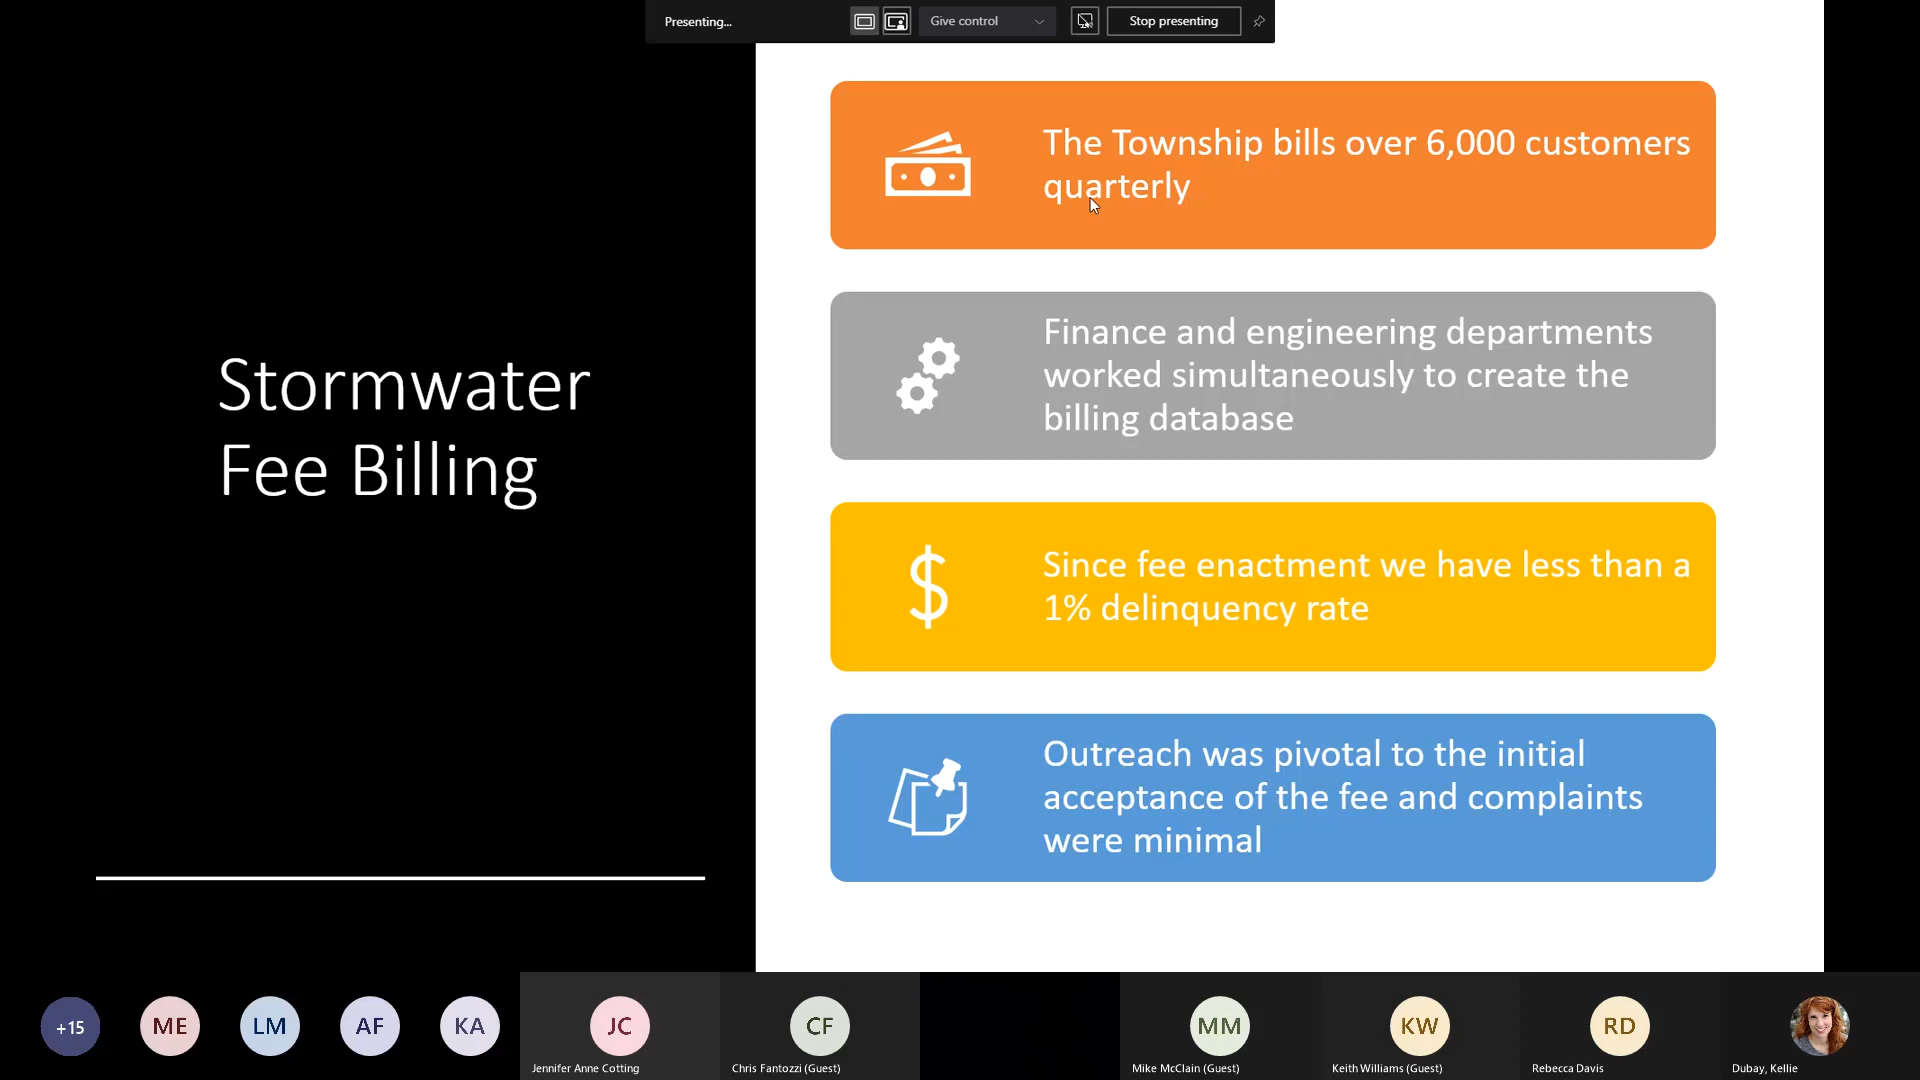 Presenting...
Give control
Stop presenting
Stormwater
Fee Billing
The Township bills over 6,000 customers
quarterly
Finance and engineering departments
worked simultaneously to create the
billing database
$
Since fee enactment we have less than a
1% delinquency rate
Outreach was pivotal to the initial
acceptance of the fee and complaints
were minimal
+15
ME
LM
AF
KA
JC
CF
MM
KW
RD
Jennifer Anne Cotting
Chris Fantozzi (Guest)
Mike McClain (Guest)
Keith Williams (Guest)
Rebecca Davis
Dubay, Kellie